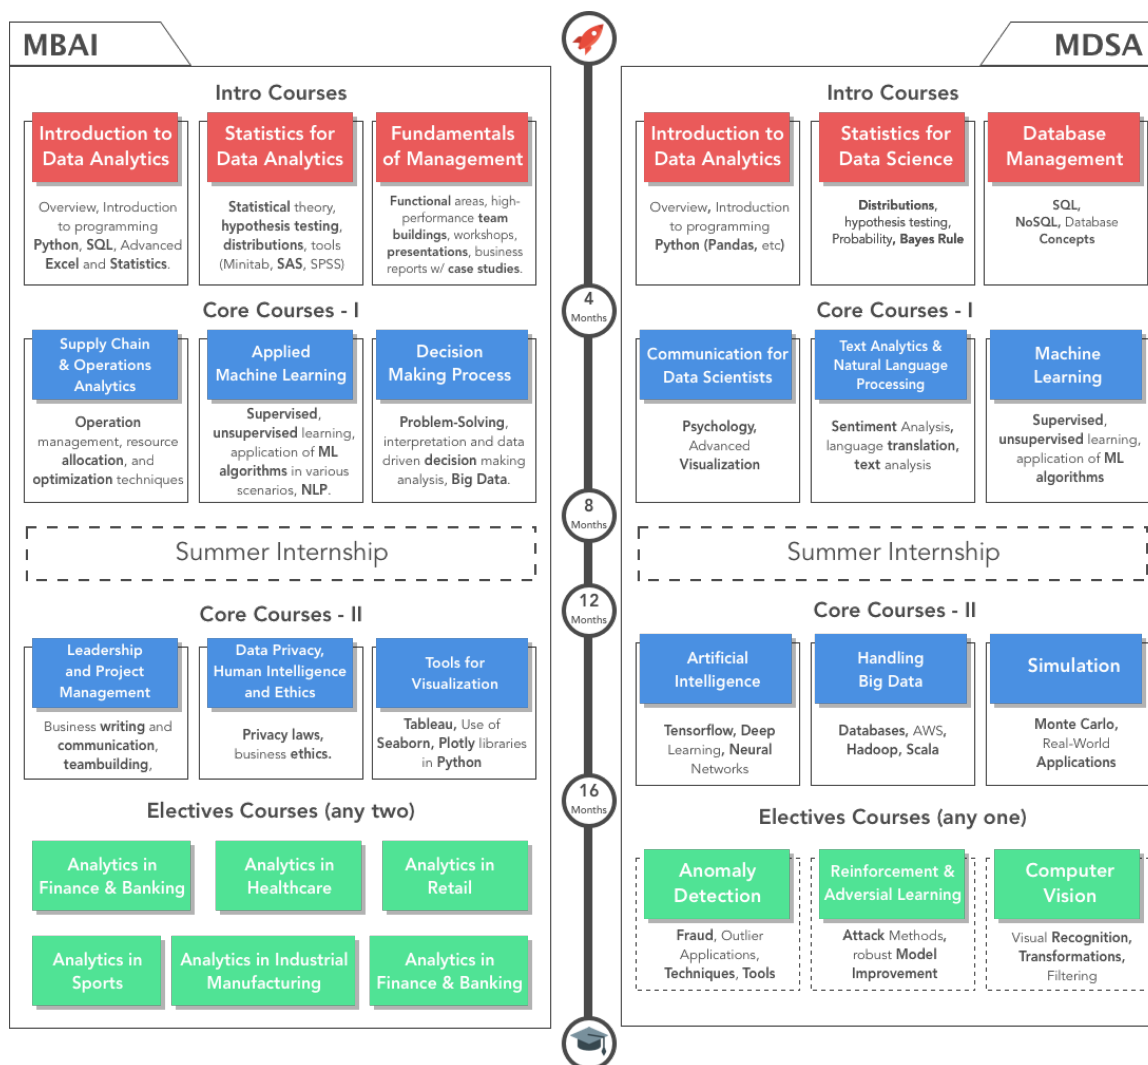 MBAI
Intro Courses
Introduction to
Data Analytics
Overview, Introduction
to programming
Python, SQL, Advanced
Excel and Statistics.
Statistics for
Data Analytics
Statistical theory,
hypothesis testing,
distributions, tools
(Minitab, SAS, SPSS)
Fundamentals
of Management
Functional areas, high-
performance team
buildings, workshops,
presentations, business
reports w/ case studies.
Core Courses - I
Supply Chain
& Operations
Analytics
Operation
management, resource
allocation, and
optimization techniques
Applied
Machine Learning
Supervised,
unsupervised learning,
application of ML
algorithms in various
scenarios, NLP.
Decision
Making Process
Problem-Solving,
interpretation and data
driven decision making
analysis, Big Data.
Summer Internship
Core Courses - II
Leadership
and Project
Management
Business writing and
communication,
teambuilding,
Data Privacy,
Human Intelligence
and Ethics
Privacy laws,
business ethics.
Tools for
Visualization
Tableau, Use of
Seaborn, Plotly libraries
in Python
Electives Courses (any two)
Analytics in
Finance & Banking
Analytics in
Healthcare
Analytics in
Retail
Analytics in
Sports
Analytics in Industrial
Manufacturing
Analytics in
Finance & Banking
4
Months
8
Months
12
Months
16
Months
MDSA
Intro Courses
Introduction to
Data Analytics
Overview, Introduction
to programming
Python (Pandas, etc)
Statistics for
Data Science
Distributions,
hypothesis testing,
Probability, Bayes Rule
Database
Management
SQL,
NoSQL, Database
Concepts
Core Courses - I
Communication for
Data Scientists
Psychology,
Advanced
Visualization
Text Analytics &
Natural Language
Processing
Sentiment Analysis,
language translation,
text analysis
Machine
Learning
Supervised,
unsupervised learning,
application of ML
algorithms
Summer Internship
Core Courses - II
Artificial
Intelligence
Tensorflow, Deep
Learning, Neural
Networks
Handling
Big Data
Databases, AWS,
Hadoop, Scala
Simulation
Monte Carlo,
Real-World
Applications
Electives Courses (any one)
Anomaly
Detection
Fraud, Outlier
Applications,
Techniques, Tools
Reinforcement &
Adversial Learning
Attack Methods,
robust Model
Improvement
Computer
Vision
Visual Recognition,
Transformations,
Filtering